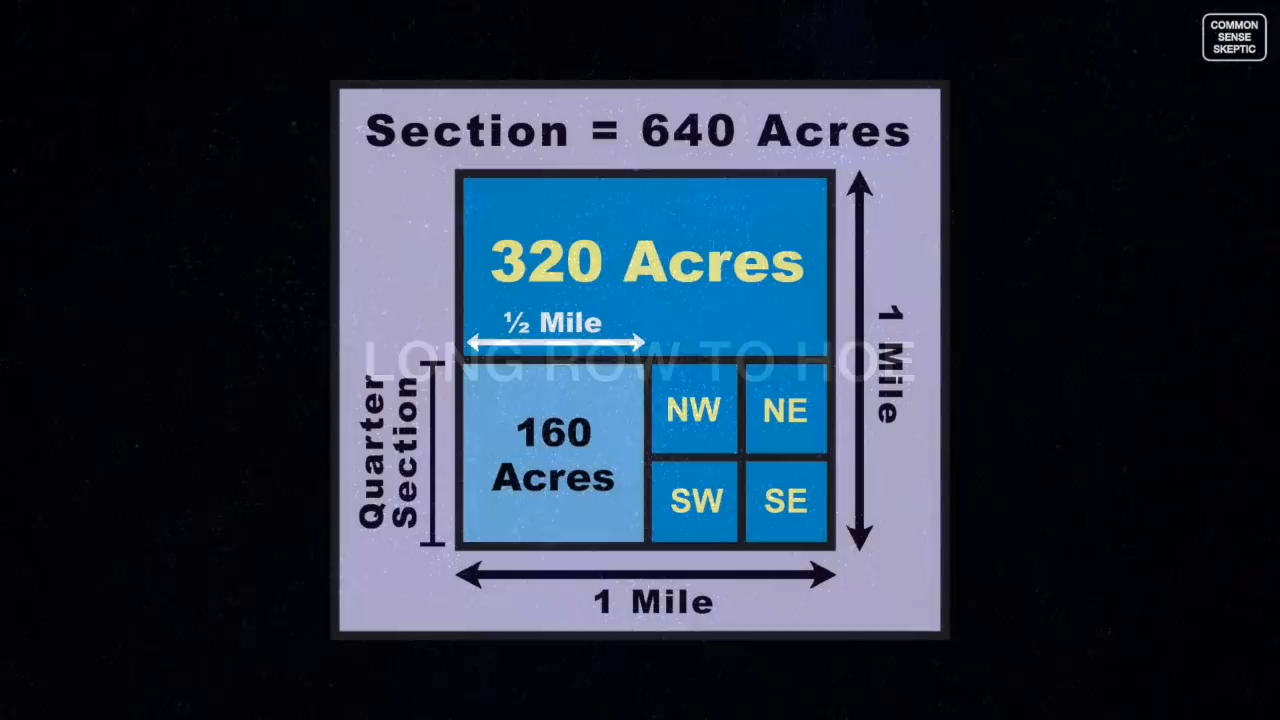 COMMON
SENSE
SKEPTIC
Section = 640 Acres
320 Acres
½ Mile
LONG ROW TO HOE
1 Mile
Quarter
Section
160
Acres
NW
NE
SW
SE
1 Mile